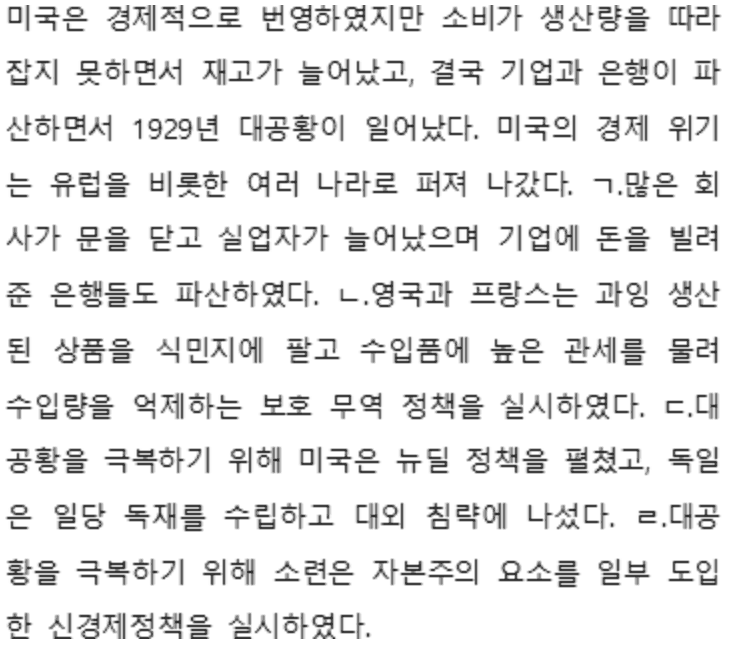 미국은 경제적으로 번영하였지만 소비가 생산량을 따라
잡지 못하면서 재고가 늘어났고, 결국 기업과 은행이 파
산하면서 1929년 대공황이 일어났다. 미국의 경제 위기
는 유럽을 비롯한 여러 나라로 퍼져 나갔다. ㄱ.많은 회
사가 문을 닫고 실업자가 늘어났으며 기업에 돈을 빌려
준 은행들도 파산하였다. ㄴ.영국과 프랑스는 과잉 생산
된 상품을 식민지에 팔고 수입품에 높은 관세를 물려
수입량을 억제하는 보호 무역 정책을 실시하였다. ㄷ.대
공황을 극복하기 위해 미국은 뉴딜 정책을 펼쳤고, 독일
은 일당 독재를 수립하고 대외 침략에 나섰다. ㄹ.대공
황을 극복하기 위해 소련은 자본주의 요소를 일부 도입
한 신경제정책을 실시하였다.